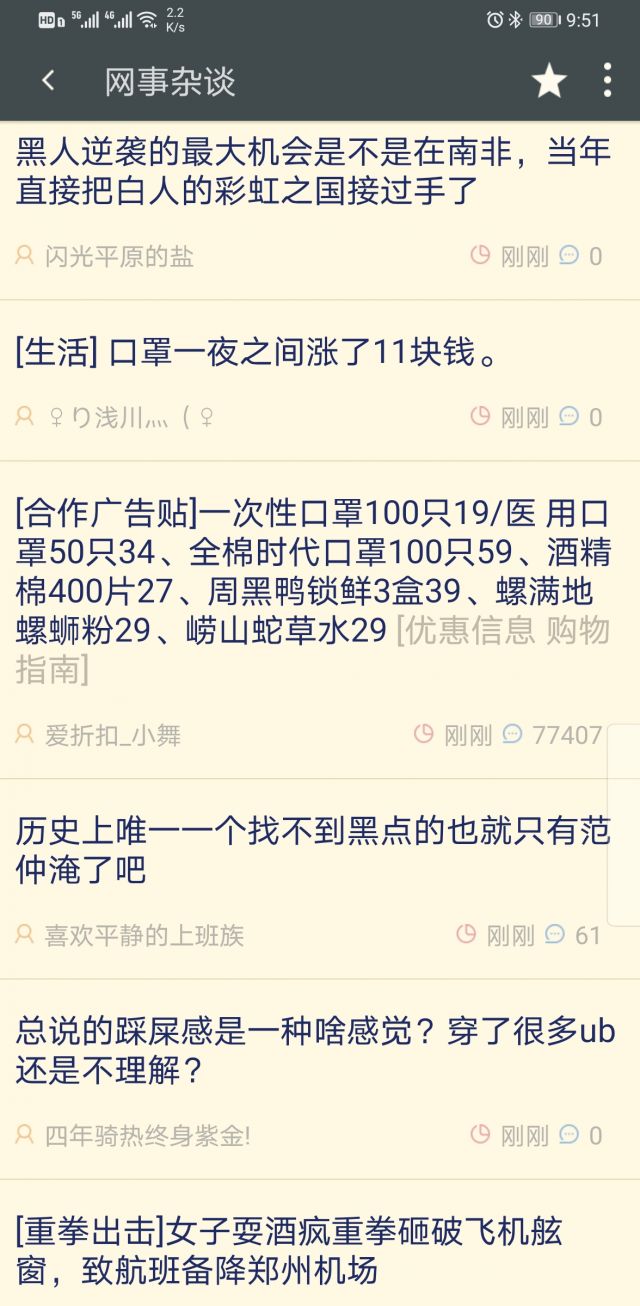 HD 5G 4G 2.2 K/s 90 9:51
网事杂谈
黑人逆袭的最大机会是不是在南非，当年
直接把白人的彩虹之国接过手了
闪光平原的盐 刚刚 0
[生活] 口罩一夜之间涨了11块钱。
♀り浅川灬（♀ 刚刚 0
[合作广告贴]一次性口罩100只19/医 用口
罩50只34、全棉时代口罩100只59、酒精
棉400片27、周黑鸭锁鲜3盒39、螺满地
螺蛳粉29、崂山蛇草水29 [优惠信息 购物
指南]
爱折扣_小舞 刚刚 77407
历史上唯一一个找不到黑点的也就只有范
仲淹了吧
喜欢平静的上班族 刚刚 61
总说的踩屎感是一种啥感觉？穿了很多ub
还是不理解？
四年骑热终身紫金! 刚刚 0
[重拳出击]女子耍酒疯重拳砸破飞机舷
窗，致航班备降郑州机场